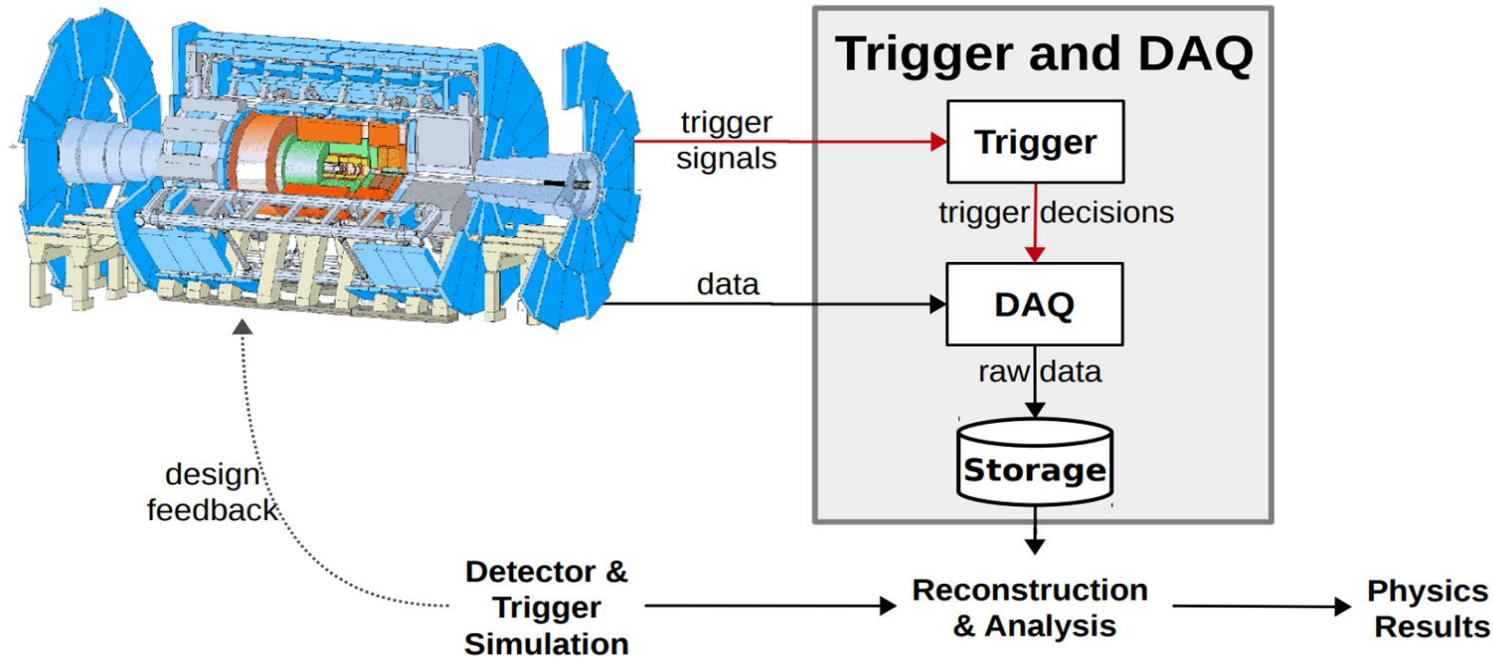 Trigger and DAQ
trigger
signals
Trigger
trigger decisions
data
DAQ
raw data
Storage
design
feedback
Detector &
Trigger
Simulation
Reconstruction
& Analysis
Physics
Results